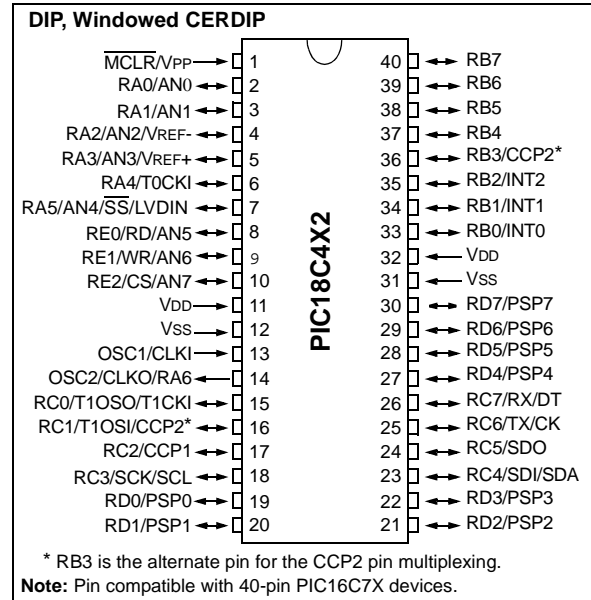 DIP, Windowed CERDIP
MCLR/VPP 1 40 RB7
RA0/AN0 2 39 RB6
RA1/AN1 3 38 RB5
RA2/AN2/VREF- 4 37 RB4
RA3/AN3/VREF+ 5 36 RB3/CCP2*
RA4/T0CKI 6 35 RB2/INT2
RA5/AN4/SS/LVDIN 7 34 RB1/INT1
RE0/RD/AN5 8 33 RB0/INT0
RE1/WR/AN6 9 32 VDD
RE2/CS/AN7 10 31 VSS
VDD 11 30 RD7/PSP7
VSS 12 29 RD6/PSP6
OSC1/CLKI 13 28 RD5/PSP5
OSC2/CLKO/RA6 14 27 RD4/PSP4
RC0/T1OSO/T1CKI 15 26 RC7/RX/DT
RC1/T1OSI/CCP2* 16 25 RC6/TX/CK
RC2/CCP1 17 24 RC5/SDO
RC3/SCK/SCL 18 23 RC4/SDI/SDA
RD0/PSP0 19 22 RD3/PSP3
RD1/PSP1 20 21 RD2/PSP2
PIC18C4X2
* RB3 is the alternate pin for the CCP2 pin multiplexing.
Note: Pin compatible with 40-pin PIC16C7X devices.